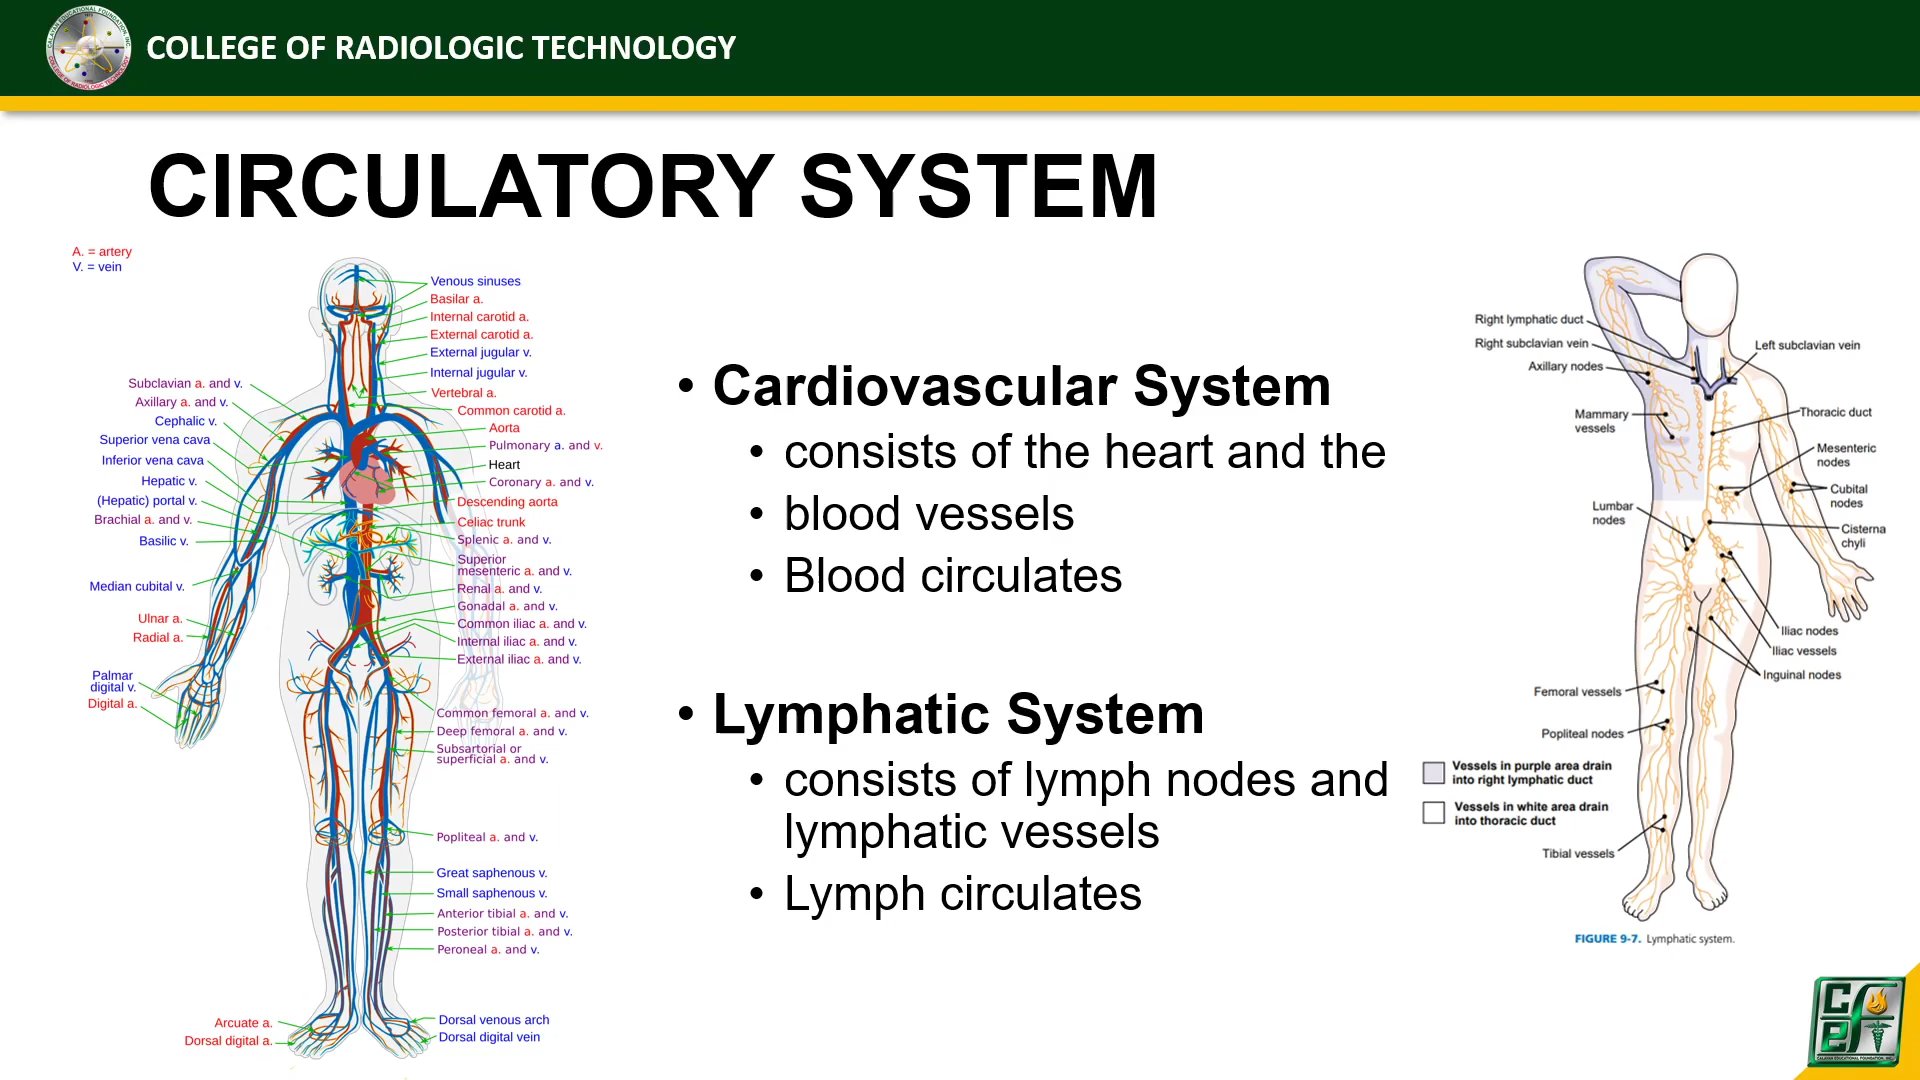 COLLEGE OF RADIOLOGIC TECHNOLOGY
CIRCULATORY SYSTEM
A. = artery
V. = vein
Venous sinuses
Basilar a.
Internal carotid a.
External carotid a.
External jugular v.
Internal jugular v.
Vertebral a.
Common carotid a.
Aorta
Pulmonary a. and v.
Heart
Coronary a. and v.
Descending aorta
Celiac trunk
Splenic a. and v.
Superior
mesenteric a. and v.
Renal a. and v.
Gonadal a. and v.
Common iliac a. and v.
Internal iliac a. and v.
External iliac a. and v.
Common femoral a. and v.
Deep femoral a. and v.
Subsartorial or
superficial a. and v.
Popliteal a. and v.
Great saphenous v.
Small saphenous v.
Anterior tibial a. and v.
Posterior tibial a. and v.
Peroneal a. and v.
Dorsal venous arch
Dorsal digital vein
Subclavian a. and v.
Axillary a. and v.
Cephalic v.
Superior vena cava
Inferior vena cava
Hepatic v.
(Hepatic) portal v.
Brachial a. and v.
Basilic v.
Median cubital v.
Ulnar a.
Radial a.
Palmar
digital v.
Digital a.
Arcuate a.
Dorsal digital a.
• Cardiovascular System
• consists of the heart and the
• blood vessels
• Blood circulates
• Lymphatic System
• consists of lymph nodes and
lymphatic vessels
• Lymph circulates
Right lymphatic duct
Right subclavian vein
Axillary nodes
Mammary
vessels
Lumbar
nodes
Femoral vessels
Popliteal nodes
Tibial vessels
Left subclavian vein
Thoracic duct
Mesenteric
nodes
Cubital
nodes
Cisterna
chyli
Iliac nodes
Iliac vessels
Inguinal nodes
Vessels in purple area drain
into right lymphatic duct
Vessels in white area drain
into thoracic duct
FIGURE 9-7. Lymphatic system.
CALAYAN EDUCATIONAL FOUNDATION, INC.